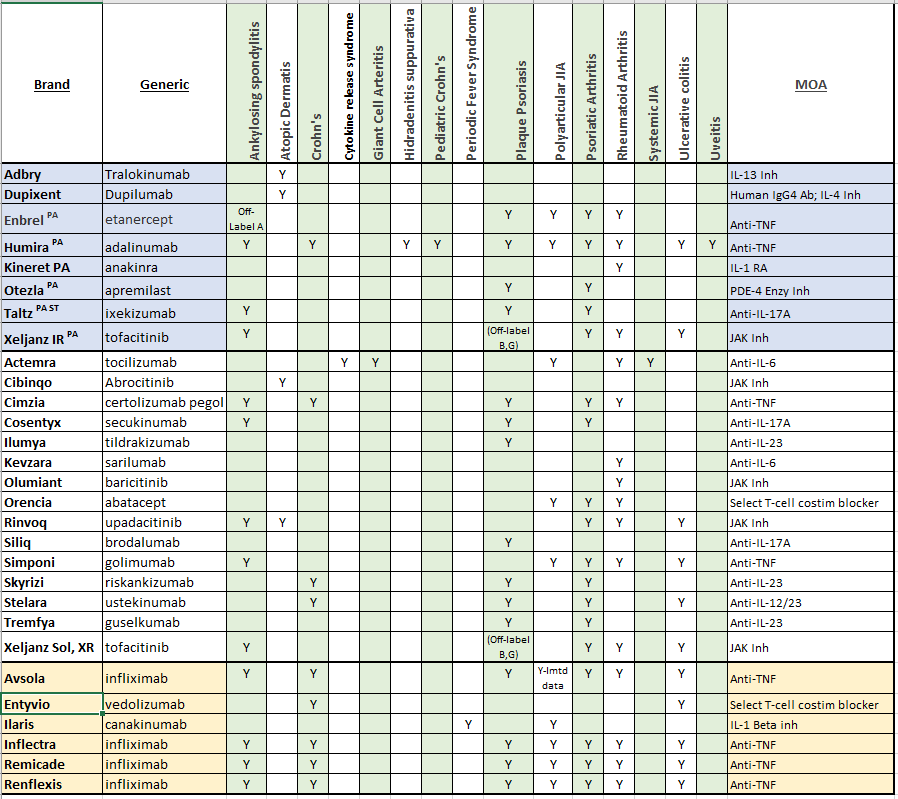 Brand Generic Ankylosing spondylitis Atopic Dermatis Crohn's Cytokine release syndrome Giant Cell Arteritis Hidradenitis suppurativa Pediatric Crohn's Periodic Fever Syndrome Plaque Psoriasis Polyarticular JIA Psoriatic Arthritis Rheumatoid Arthritis Systemic JIA Ulcerative colitis Uveitis MOA
Adbry Tralokinumab Y IL-13 Inh
Dupixent Dupilumab Y Human IgG4 Ab; IL-4 Inh
Enbrel PA etanercept Off-Label A Y Y Y Y Anti-TNF
Humira PA adalinumab Y Y Y Y Y Y Y Y Y Y Anti-TNF
Kineret PA anakinra Y IL-1 RA
Otezla PA apremilast Y Y PDE-4 Enzy Inh
Taltz PA ST ixekizumab Y Y Y Anti-IL-17A
Xeljanz IR PA tofacitinib Y (Off-label B,G) Y Y Y JAK Inh
Actemra tocilizumab Y Y Y Y Y Anti-IL-6
Cibinqo Abrocitinib Y JAK Inh
Cimzia certolizumab pegol Y Y Y Y Y Anti-TNF
Cosentyx secukinumab Y Y Y Anti-IL-17A
Ilumya tildrakizumab Y Anti-IL-23
Kevzara sarilumab Y Anti-IL-6
Olumiant baricitinib Y JAK Inh
Orencia abatacept Y Y Y Select T-cell costim blocker
Rinvoq upadacitinib Y Y Y Y Y JAK Inh
Siliq brodalumab Y Anti-IL-17A
Simponi golimumab Y Y Y Y Y Anti-TNF
Skyrizi riskankizumab Y Y Y Anti-IL-23
Stelara ustekinumab Y Y Y Y Anti-IL-12/23
Tremfya guselkumab Y Y Anti-IL-23
Xeljanz Sol, XR tofacitinib Y (Off-label B,G) Y Y Y JAK Inh
Avsola infliximab Y Y Y Y-lmtd data Y Y Y Anti-TNF
Entyvio vedolizumab Y Y Select T-cell costim blocker
Ilaris canakinumab Y Y IL-1 Beta inh
Inflectra infliximab Y Y Y Y Y Y Y Anti-TNF
Remicade infliximab Y Y Y Y Y Y Y Anti-TNF
Renflexis infliximab Y Y Y Y Y Y Y Anti-TNF